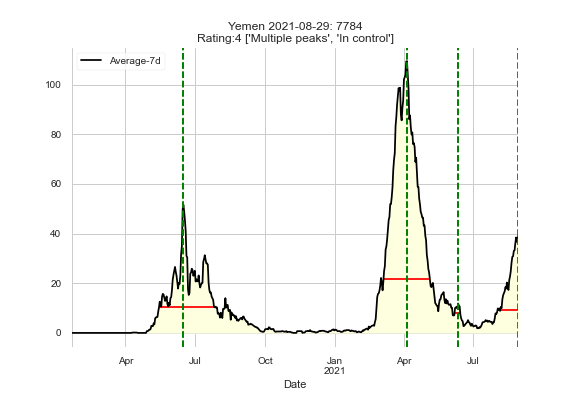 Yemen 2021-08-29: 7784
Rating:4 ['Multiple peaks', 'In control']
Average-7d
100
80
60
40
20
0
Apr Jul Oct Jan Apr Jul
2021
Date